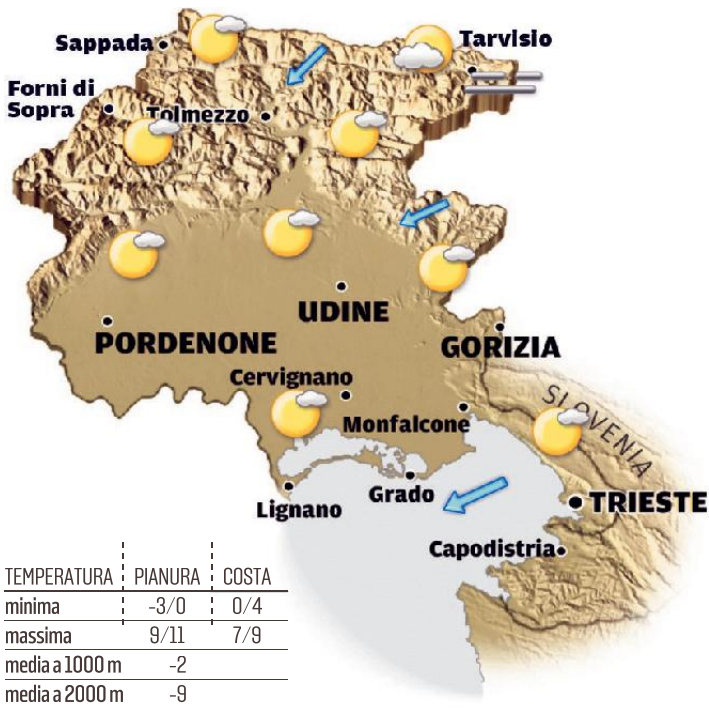 Sappada
Tarvisio
Forni di
Sopra
Tolmezzo
UDINE
PORDENONE
GORIZIA
Cervignano
SLOVENIA
Monfalcone
Grado
TRIESTE
Lignano
Capodistria
TEMPERATURA PIANURA COSTA
minima -3/0 0/4
massima 9/11 7/9
media a 1000 m -2
media a 2000 m -9